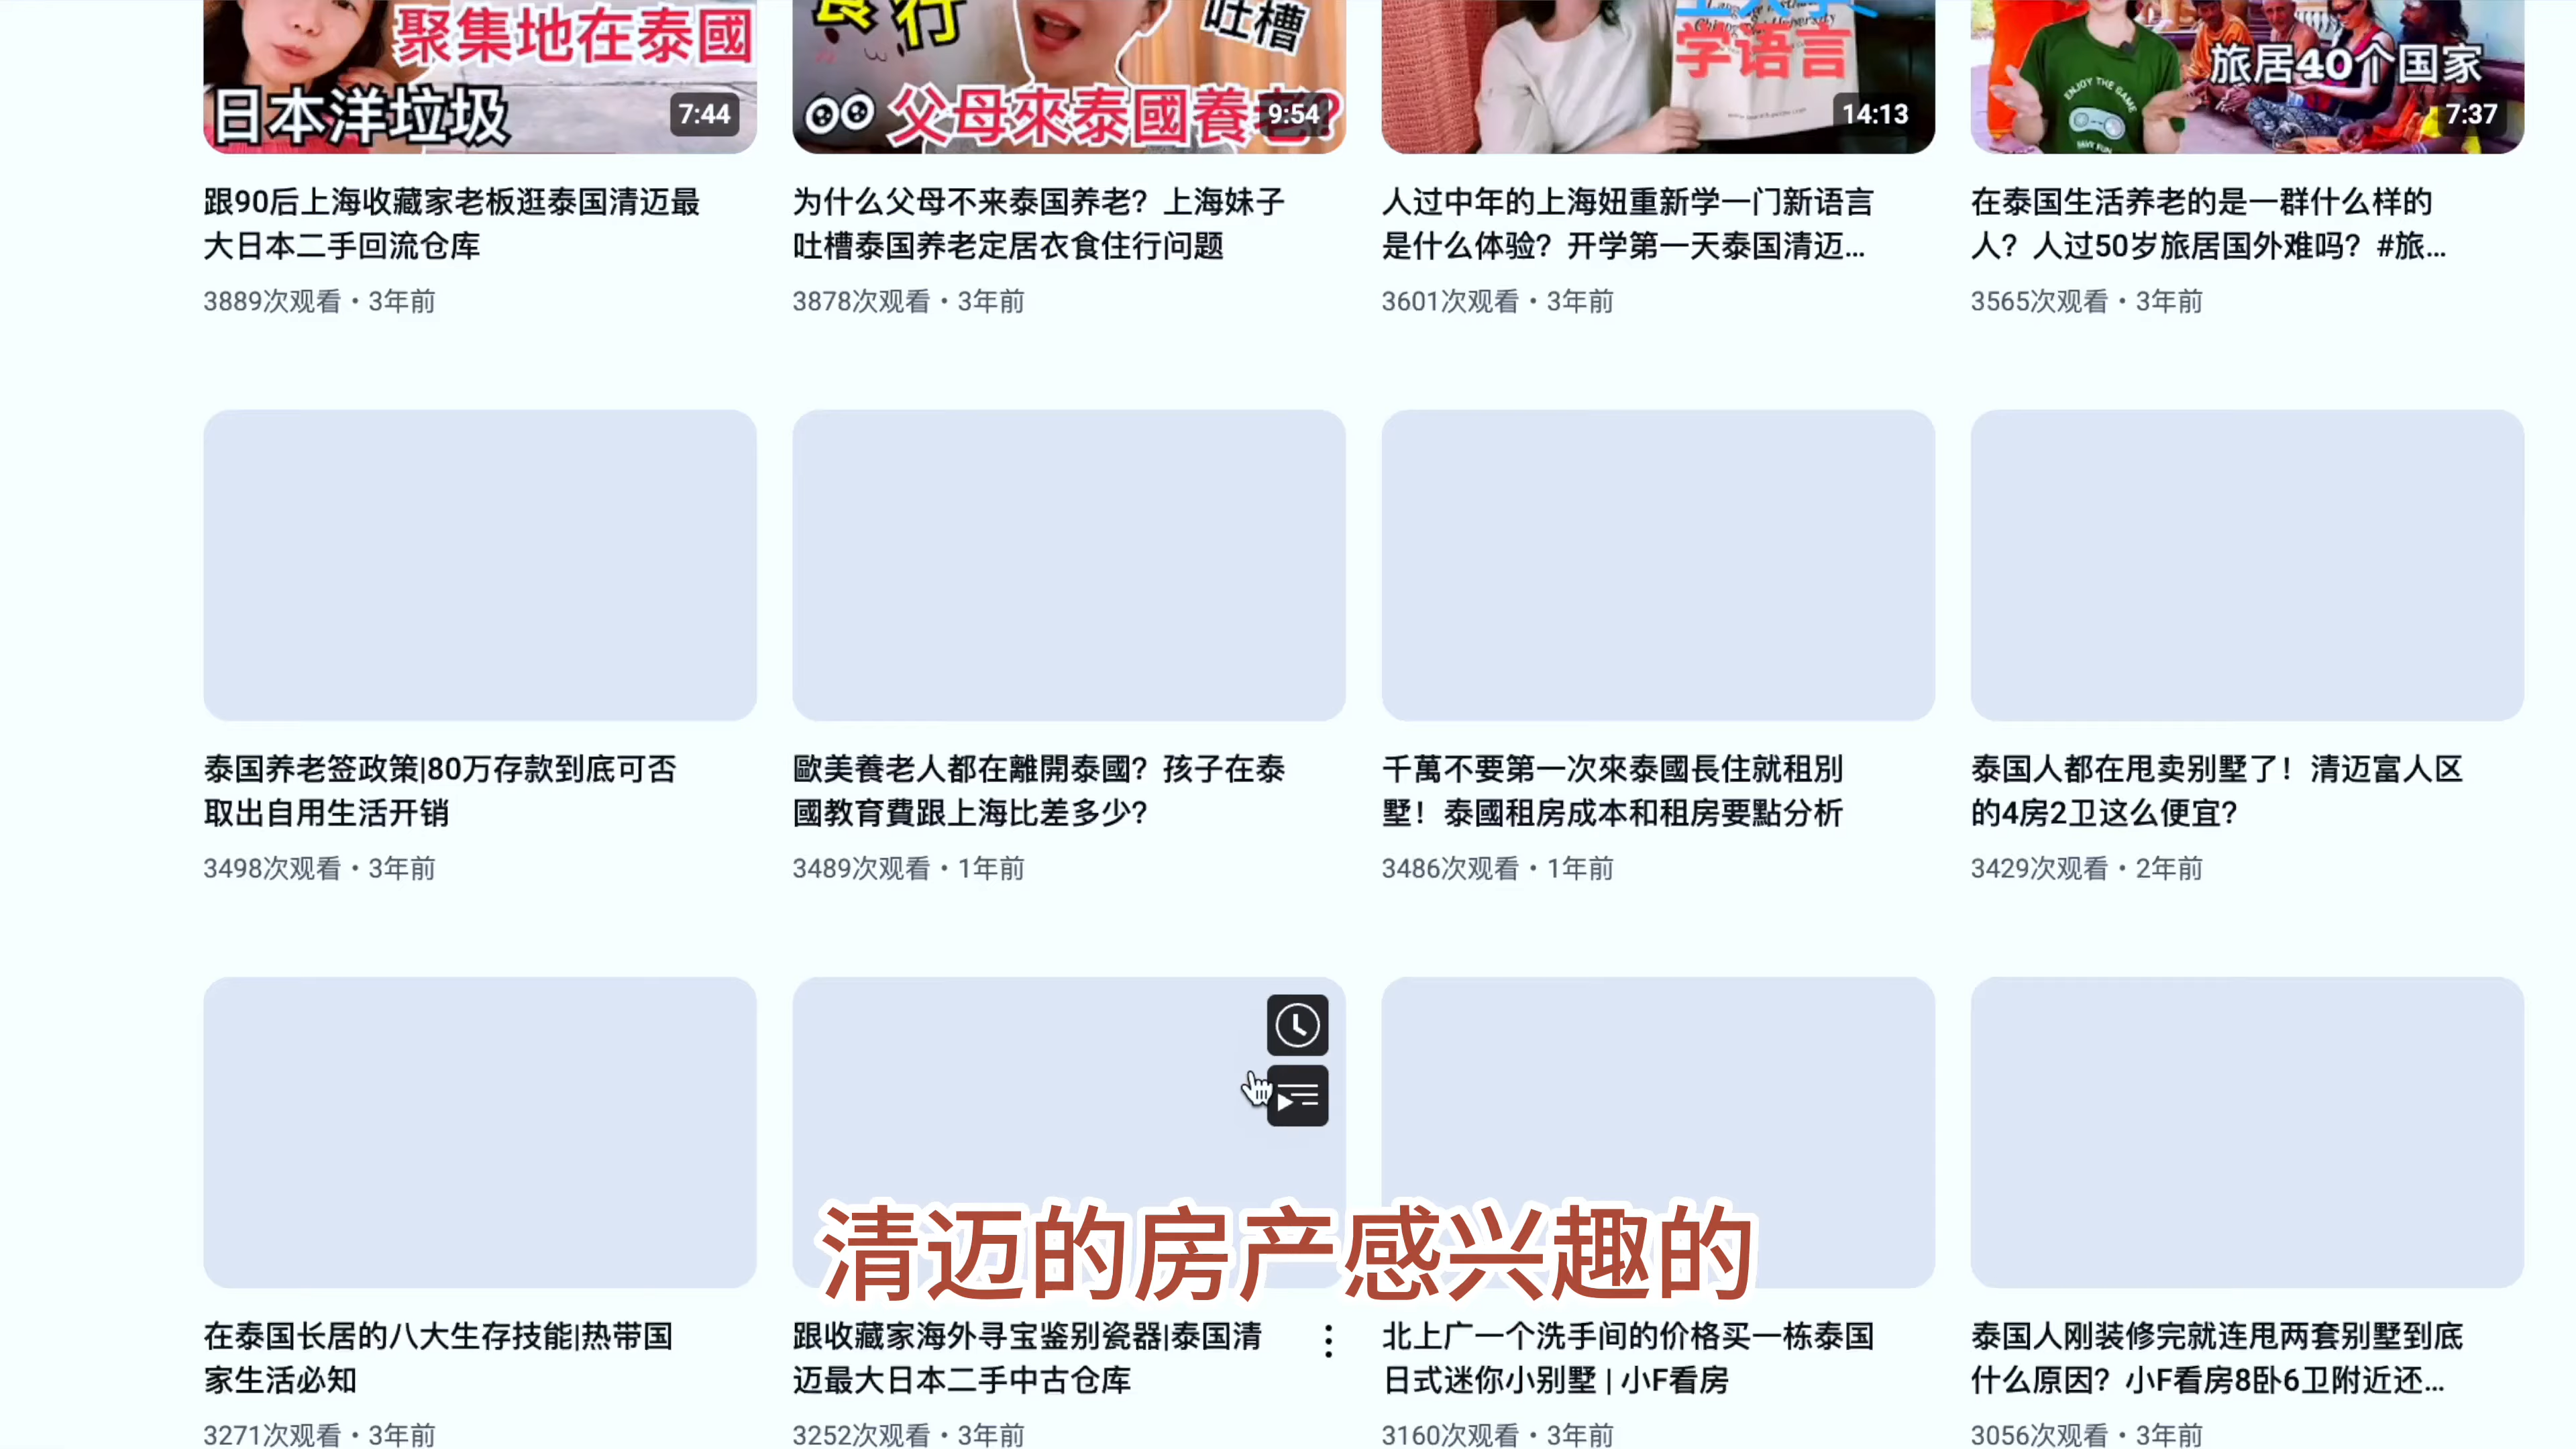 聚集地在泰國
日本洋垃圾
7:44
食行
吐槽
父母來泰國養老?
9:54
学语言
14:13
旅居40个国家
ENJOY THE GAME
HAVE FUN
7:37
跟90后上海收藏家老板逛泰国清迈最
大日本二手回流仓库
3889次观看・3年前
为什么父母不来泰国养老？上海妹子
吐槽泰国养老定居衣食住行问题
3878次观看・3年前
人过中年的上海妞重新学一门新语言
是什么体验？开学第一天泰国清迈...
3601次观看・3年前
在泰国生活养老的是一群什么样的
人？人过50岁旅居国外难吗？#旅...
3565次观看・3年前
泰国养老签政策|80万存款到底可否
取出自用生活开销
3498次观看・3年前
歐美養老人都在離開泰國？孩子在泰
國教育費跟上海比差多少?
3489次观看・1年前
千萬不要第一次來泰國長住就租別
墅！泰國租房成本和租房要點分析
3486次观看・1年前
泰国人都在甩卖别墅了！清迈富人区
的4房2卫这么便宜?
3429次观看・2年前
清迈的房产感兴趣的
在泰国长居的八大生存技能|热带国
家生活必知
3271次观看・3年前
跟收藏家海外寻宝鉴别瓷器|泰国清
迈最大日本二手中古仓库
3252次观看・3年前
北上广一个洗手间的价格买一栋泰国
日式迷你小别墅 | 小F看房
3160次观看・3年前
泰国人刚装修完就连甩两套别墅到底
什么原因？小F看房8卧6卫附近还...
3056次观看・3年前